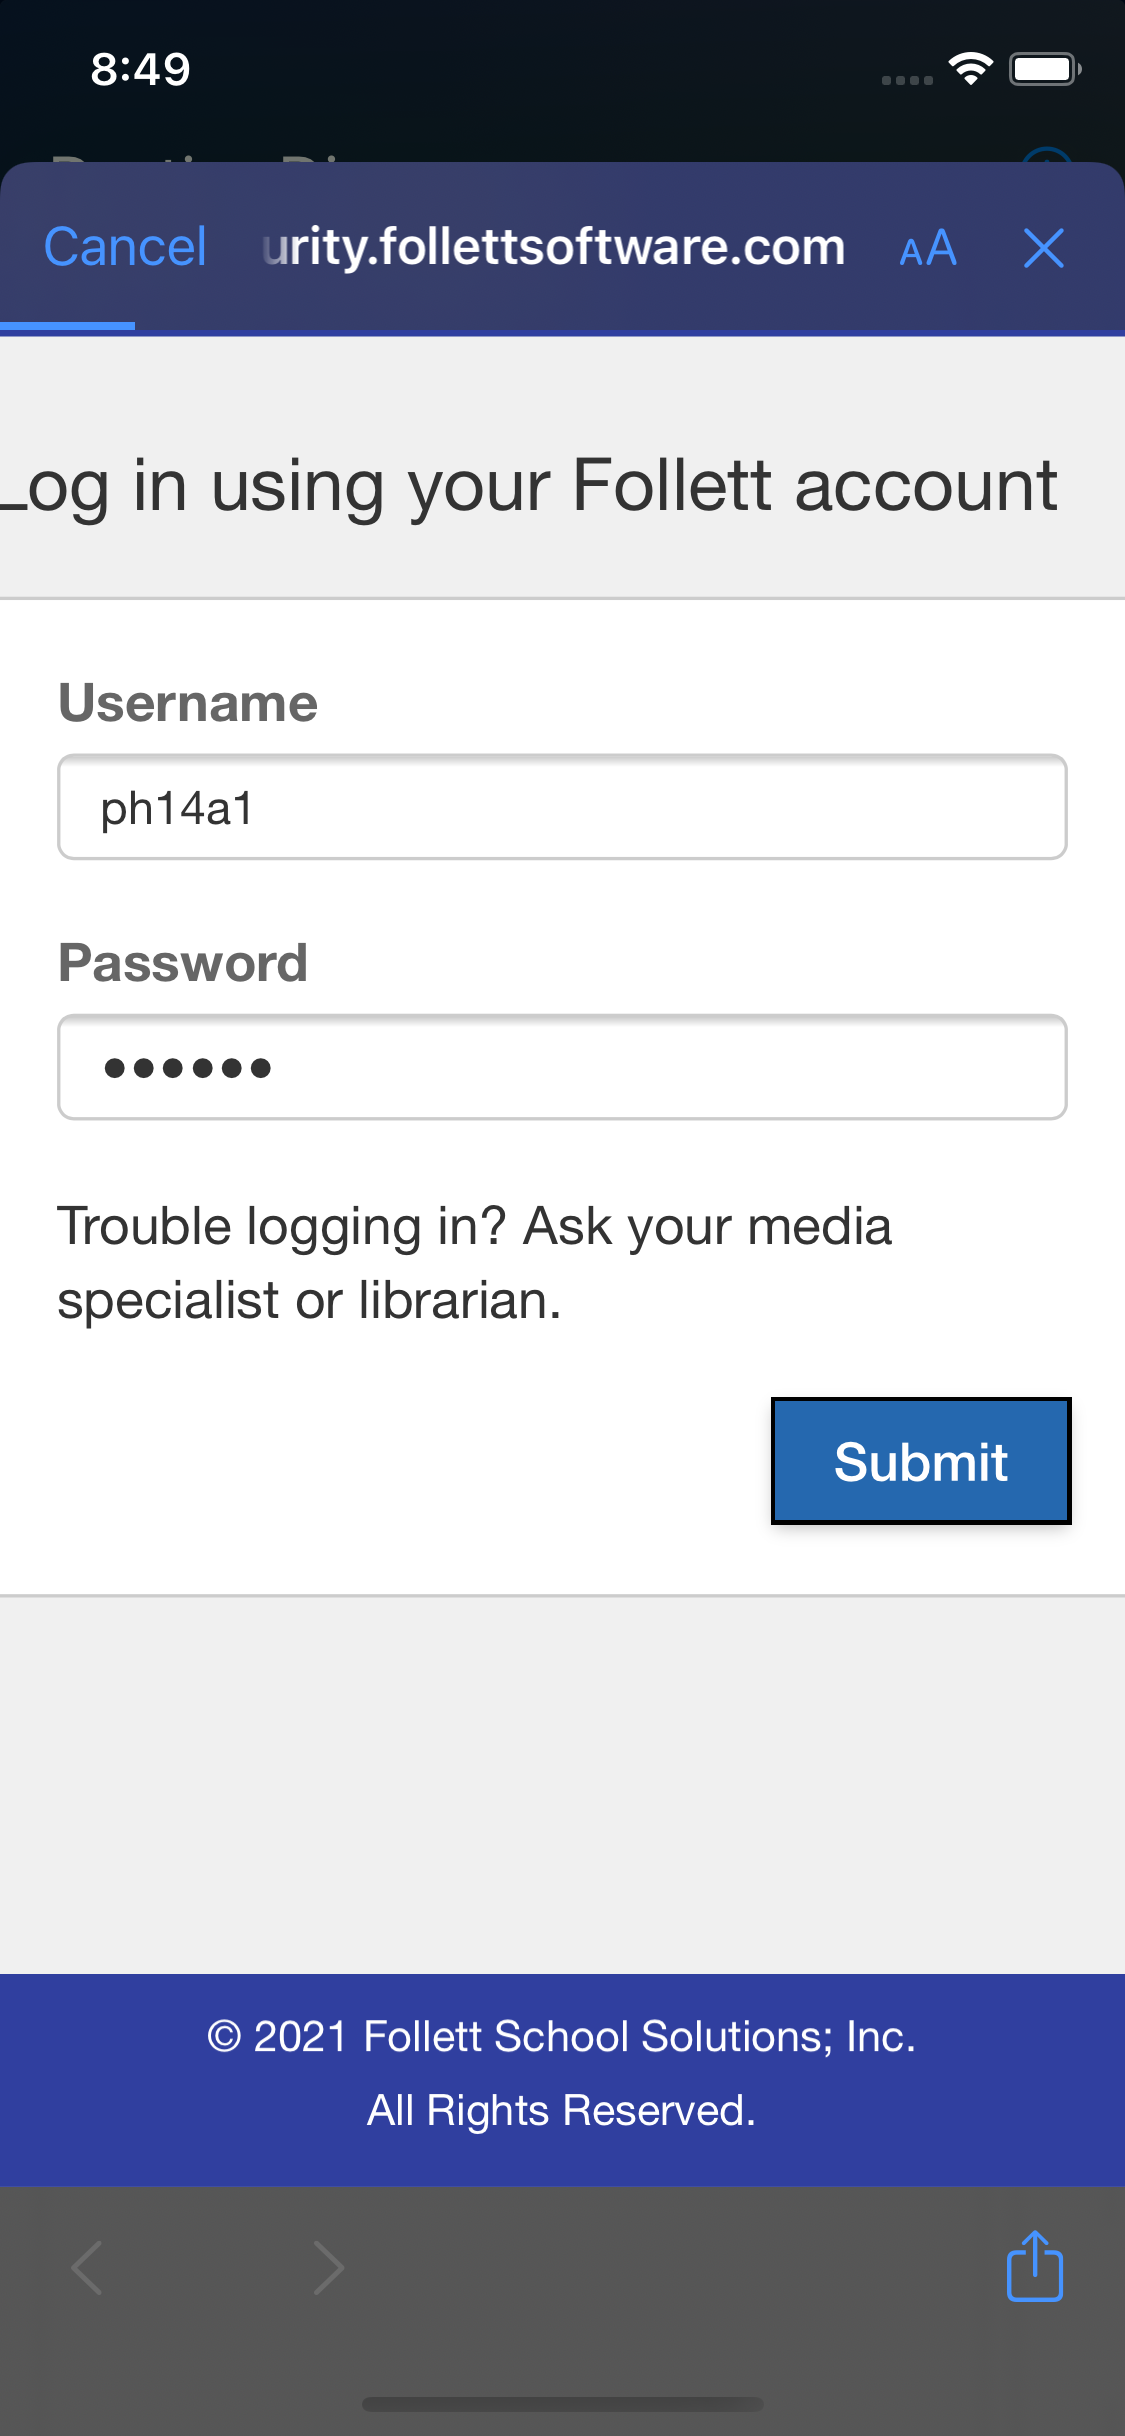 8:49
Cancel
urity.follettsoftware.com
AA
Log in using your Follett account
Username
ph14a1
Password
••••••
Trouble logging in? Ask your media
specialist or librarian.
Submit
© 2021 Follett School Solutions; Inc.
All Rights Reserved.